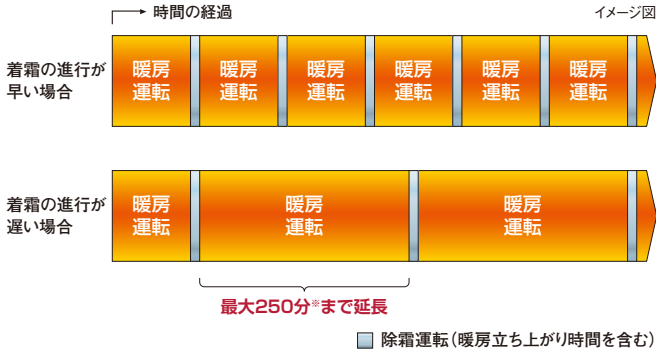 時間の経過
イメージ図
着霜の進行が
早い場合
暖房
運転
暖房
運転
暖房
運転
暖房
運転
暖房
運転
暖房
運転
着霜の進行が
遅い場合
暖房
運転
暖房
運転
暖房
運転
最大250分※まで延長
除霜運転(暖房立ち上がり時間を含む)